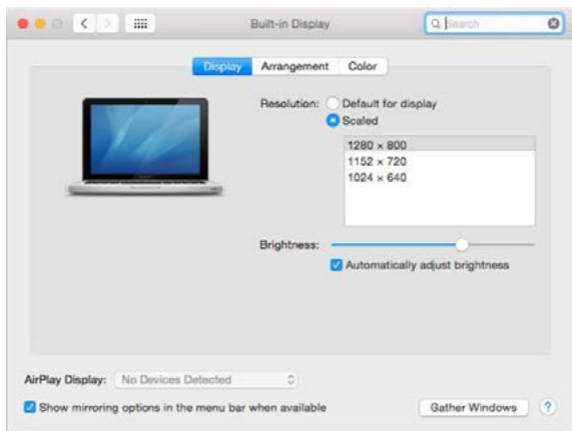 Built-in Display
Search
Display Arrangement Color
Resolution: Default for display
Scaled
1280 × 800
1152 × 720
1024 × 640
Brightness:
Automatically adjust brightness
AirPlay Display: No Devices Detected
Show mirroring options in the menu bar when available
Gather Windows ?